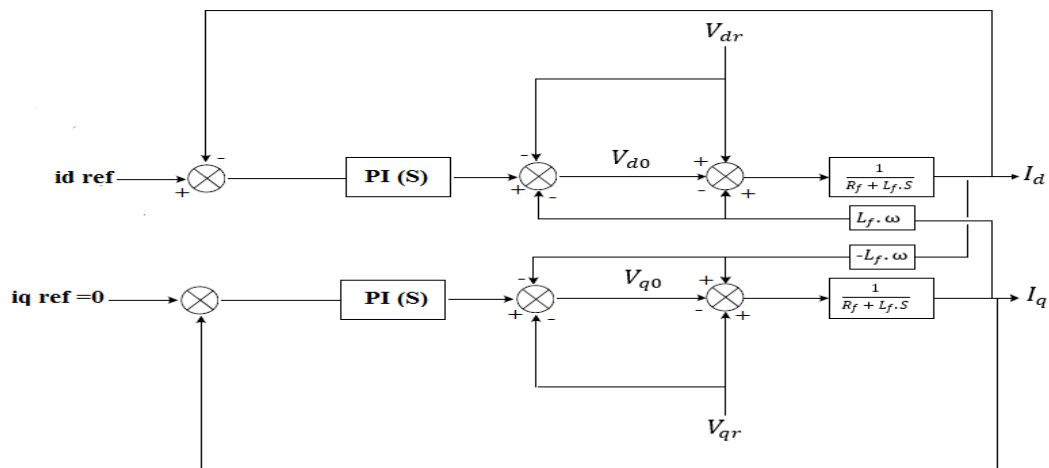 V_dr
-
-
id ref
+
PI (S)
+
-
V_d0
+
-
+
1
R_f + L_f.S
I_d
L_f. ω
-L_f. ω
iq ref =0
PI (S)
-
+
-
V_q0
+
-
+
1
R_f + L_f.S
I_q
V_qr